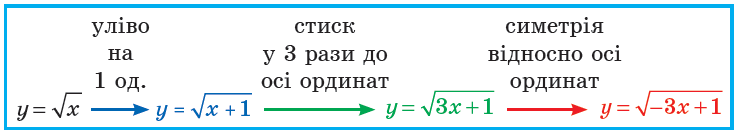 уліво
на
1 од.
стиск
у 3 рази до
осі ординат
симетрія
відносно осі
ординат
y = √x → y = √(x + 1) → y = √(3x + 1) → y = √(−3x + 1)